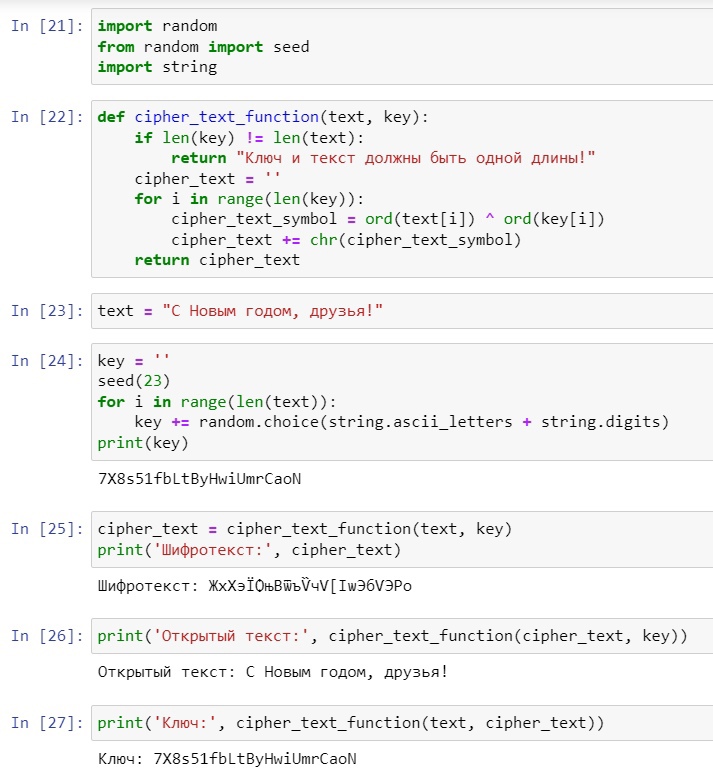 In [21]: import random
from random import seed
import string
In [22]: def cipher_text_function(text, key):
if len(key) != len(text):
return "Ключ и текст должны быть одной длины!"
cipher_text = ''
for i in range(len(key)):
cipher_text_symbol = ord(text[i]) ^ ord(key[i])
cipher_text += chr(cipher_text_symbol)
return cipher_text
In [23]: text = "С Новым годом, друзья!"
In [24]: key = ''
seed(23)
for i in range(len(text)):
key += random.choice(string.ascii_letters + string.digits)
print(key)
7X8s51fbLtByHwiUmrCaoN
In [25]: cipher_text = cipher_text_function(text, key)
print('Шифротекст:', cipher_text)
Шифротекст: ЖxХэЇѺњBѿъѶчѴ[IѡЭбѴЭРo
In [26]: print('Открытый текст:', cipher_text_function(cipher_text, key))
Открытый текст: С Новым годом, друзья!
In [27]: print('Ключ:', cipher_text_function(text, cipher_text))
Ключ: 7X8s51fbLtByHwiUmrCaoN